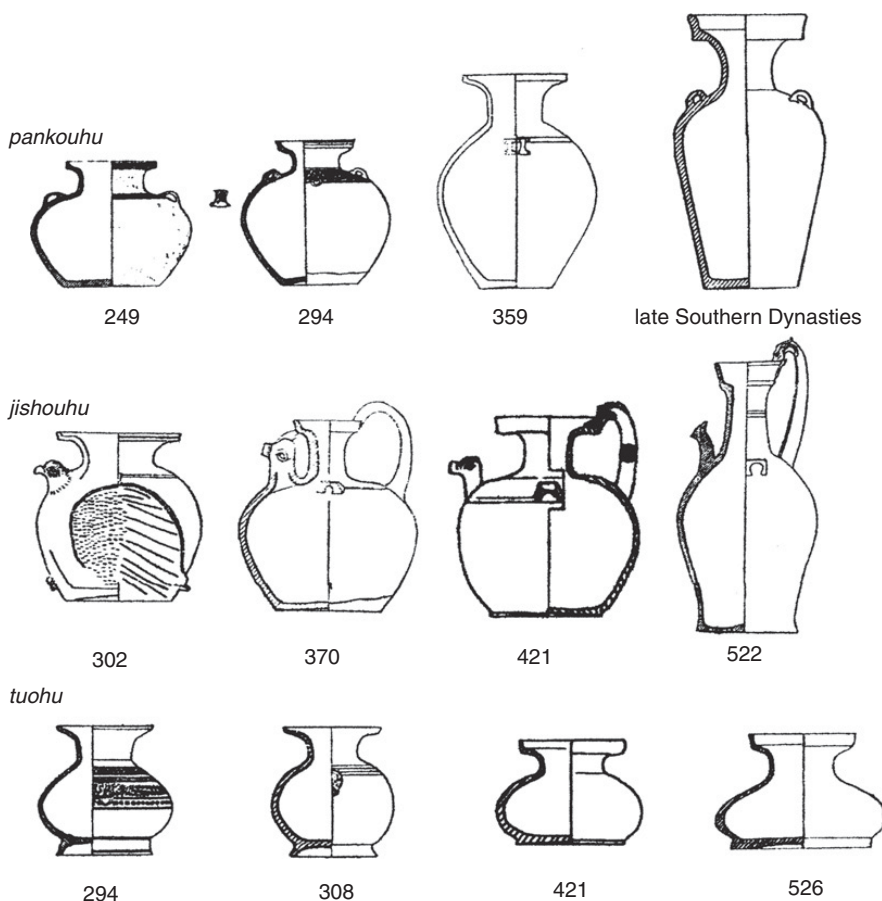 pankouhu
249 294 359 late Southern Dynasties
jishouhu
302 370 421 522
tuohu
294 308 421 526